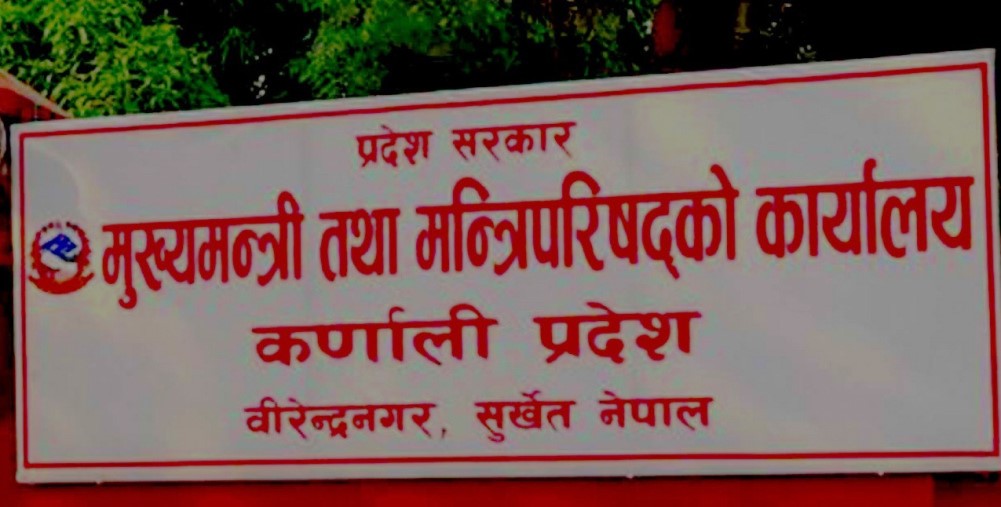 प्रदेश सरकार
मुख्यमन्त्री तथा मन्त्रिपरिषद्को कार्यालय
कर्णाली प्रदेश
वीरेन्द्रनगर, सुर्खेत नेपाल